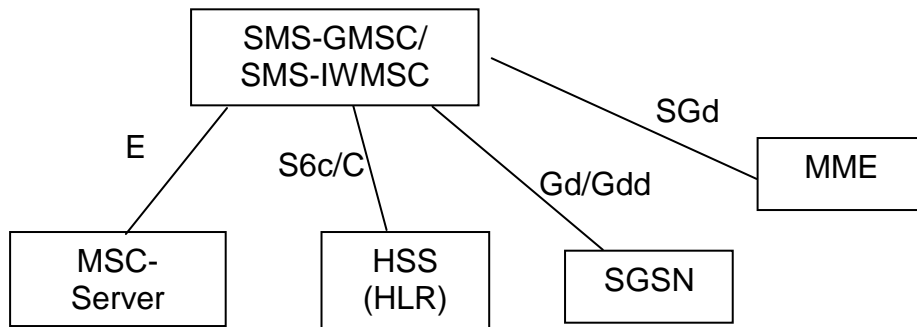 SMS-GMSC/
SMS-IWMSC
SGd
E
S6c/C
Gd/Gdd
MME
MSC-
Server
HSS
(HLR)
SGSN